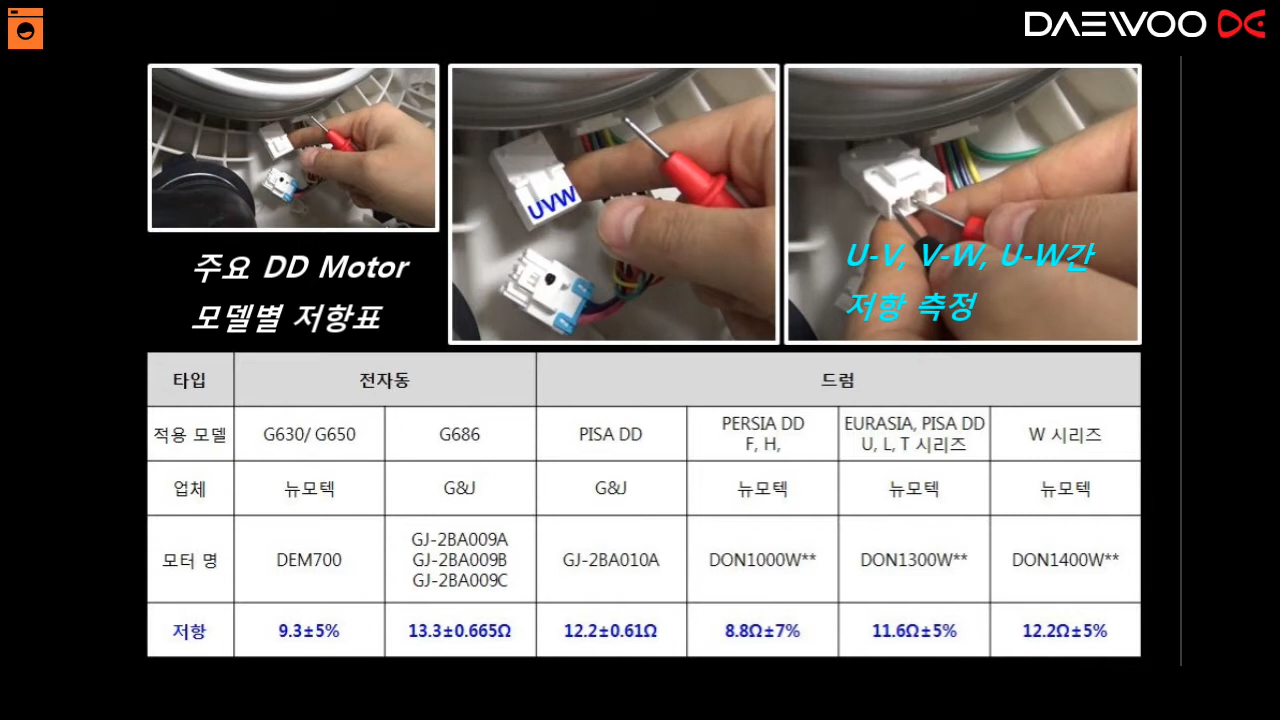 DAEWOO
UVW
U-V, V-W, U-W간
저항 측정
주요 DD Motor
모델별 저항표
타입 전자동 드럼
적용 모델 G630/ G650 G686 PISA DD PERSIA DD F, H, EURASIA, PISA DD U, L, T 시리즈 W 시리즈
업체 뉴모텍 G&J G&J 뉴모텍 뉴모텍 뉴모텍
모터 명 DEM700 GJ-2BA009A GJ-2BA009B GJ-2BA009C GJ-2BA010A DON1000W** DON1300W** DON1400W**
저항 9.3±5% 13.3±0.665Ω 12.2±0.61Ω 8.8Ω±7% 11.6Ω±5% 12.2Ω±5%